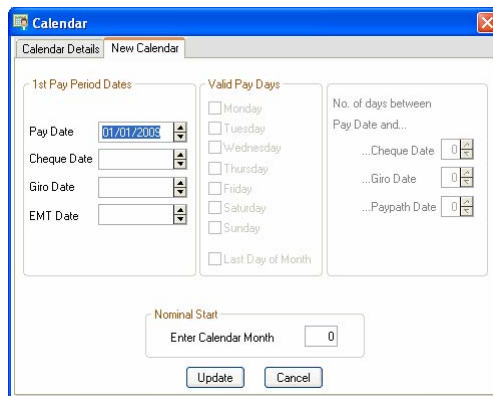 Calendar
Calendar Details New Calendar
1st Pay Period Dates
Pay Date 01/01/2009
Cheque Date
Giro Date
EMT Date
Valid Pay Days
Monday
Tuesday
Wednesday
Thursday
Friday
Saturday
Sunday
Last Day of Month
No. of days between
Pay Date and...
...Cheque Date 0
...Giro Date 0
...Paypath Date 0
Nominal Start
Enter Calendar Month 0
Update Cancel